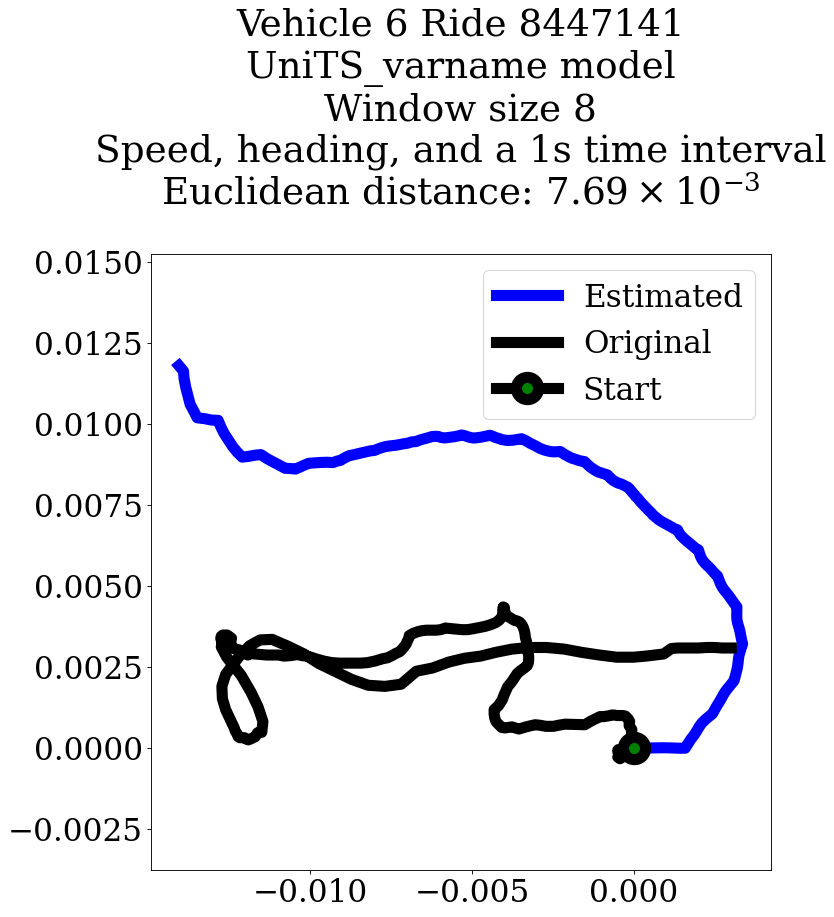 Vehicle 6 Ride 8447141
UniTS_varname model
Window size 8
Speed, heading, and a 1s time interval
Euclidean distance: 7.69 × 10⁻³
Estimated
Original
Start
0.0150
0.0125
0.0100
0.0075
0.0050
0.0025
0.0000
−0.0025
−0.010
−0.005
0.000